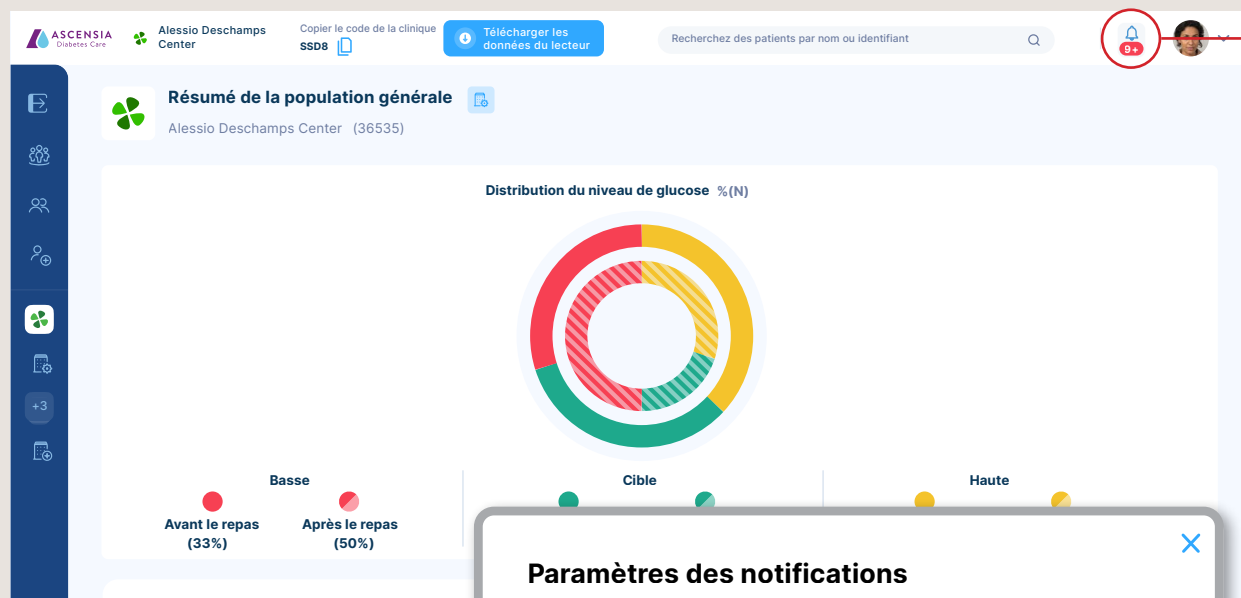 ASCENSIA
Diabetes Care
Alessio Deschamps
Center
Copier le code de la clinique
SSD8
Télécharger les
données du lecteur
Recherchez des patients par nom ou identifiant
9+
Résumé de la population générale
Alessio Deschamps Center (36535)
Distribution du niveau de glucose %(N)
+3
Basse
Cible
Haute
Avant le repas
(33%)
Après le repas
(50%)
Paramètres des notifications